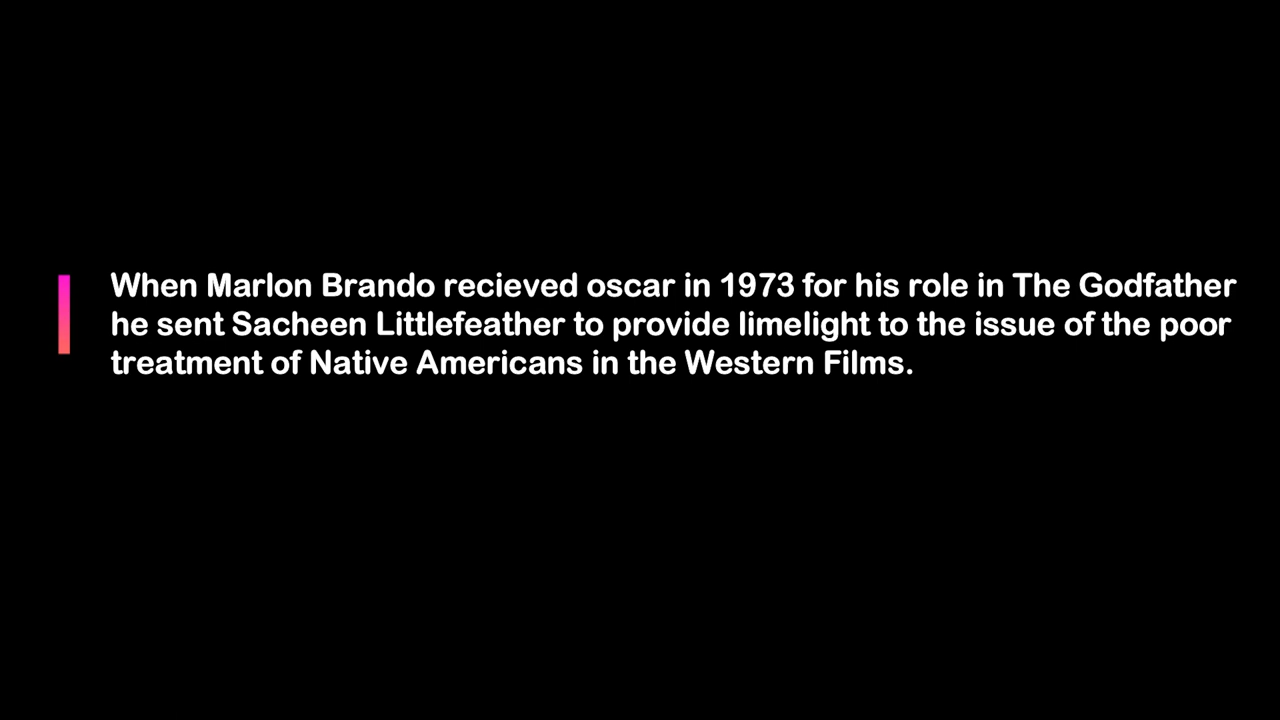 When Marlon Brando recieved oscar in 1973 for his role in The Godfather
he sent Sacheen Littlefeather to provide limelight to the issue of the poor
treatment of Native Americans in the Western Films.